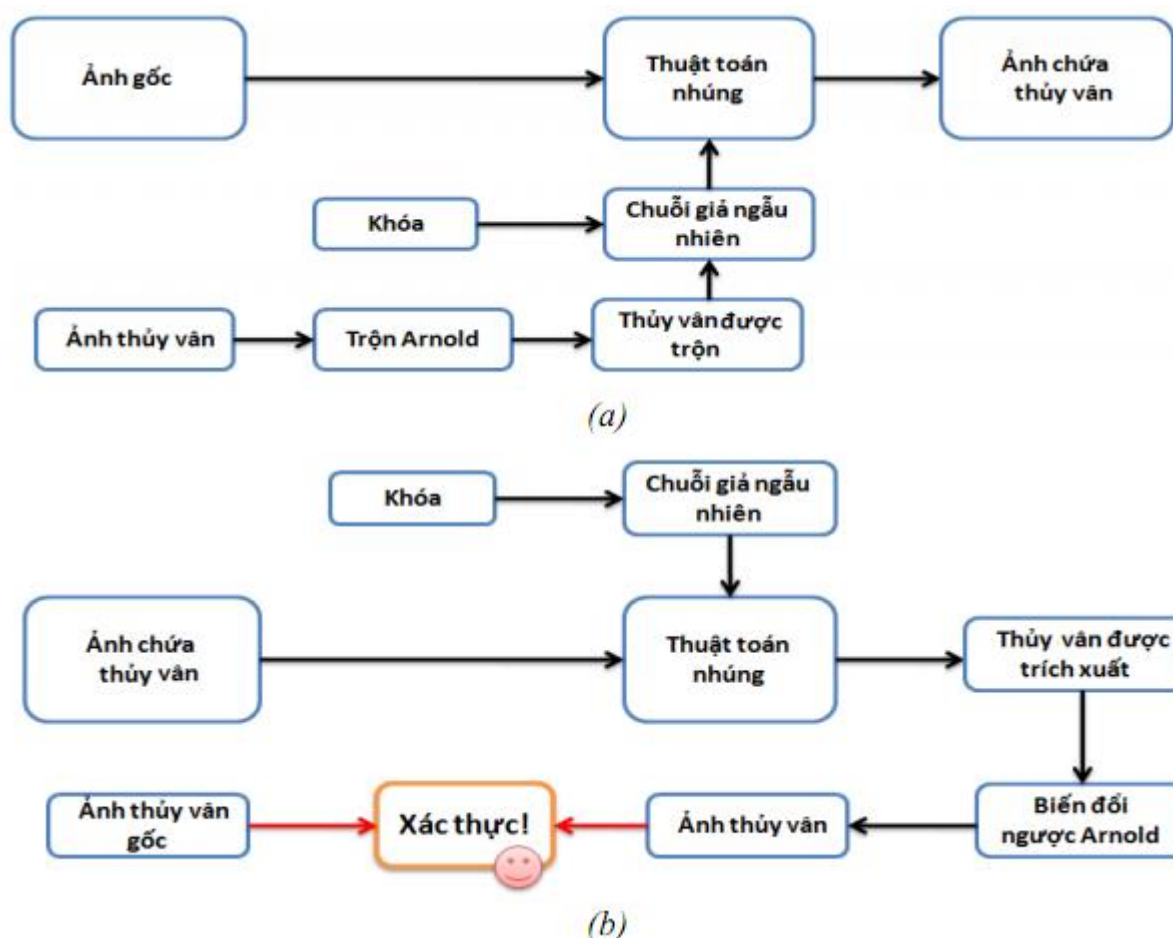 Ảnh gốc
Thuật toán
nhúng
Ảnh chứa
thủy vân
Khóa
Chuỗi giả ngẫu
nhiên
Ảnh thủy vân
Trộn Arnold
Thủy vân được
trộn
(a)
Khóa
Chuỗi giả ngẫu
nhiên
Ảnh chứa
thủy vân
Thuật toán
nhúng
Thủy vân được
trích xuất
Ảnh thủy vân
gốc
Xác thực!
Ảnh thủy vân
Biến đổi
ngược Arnold
(b)